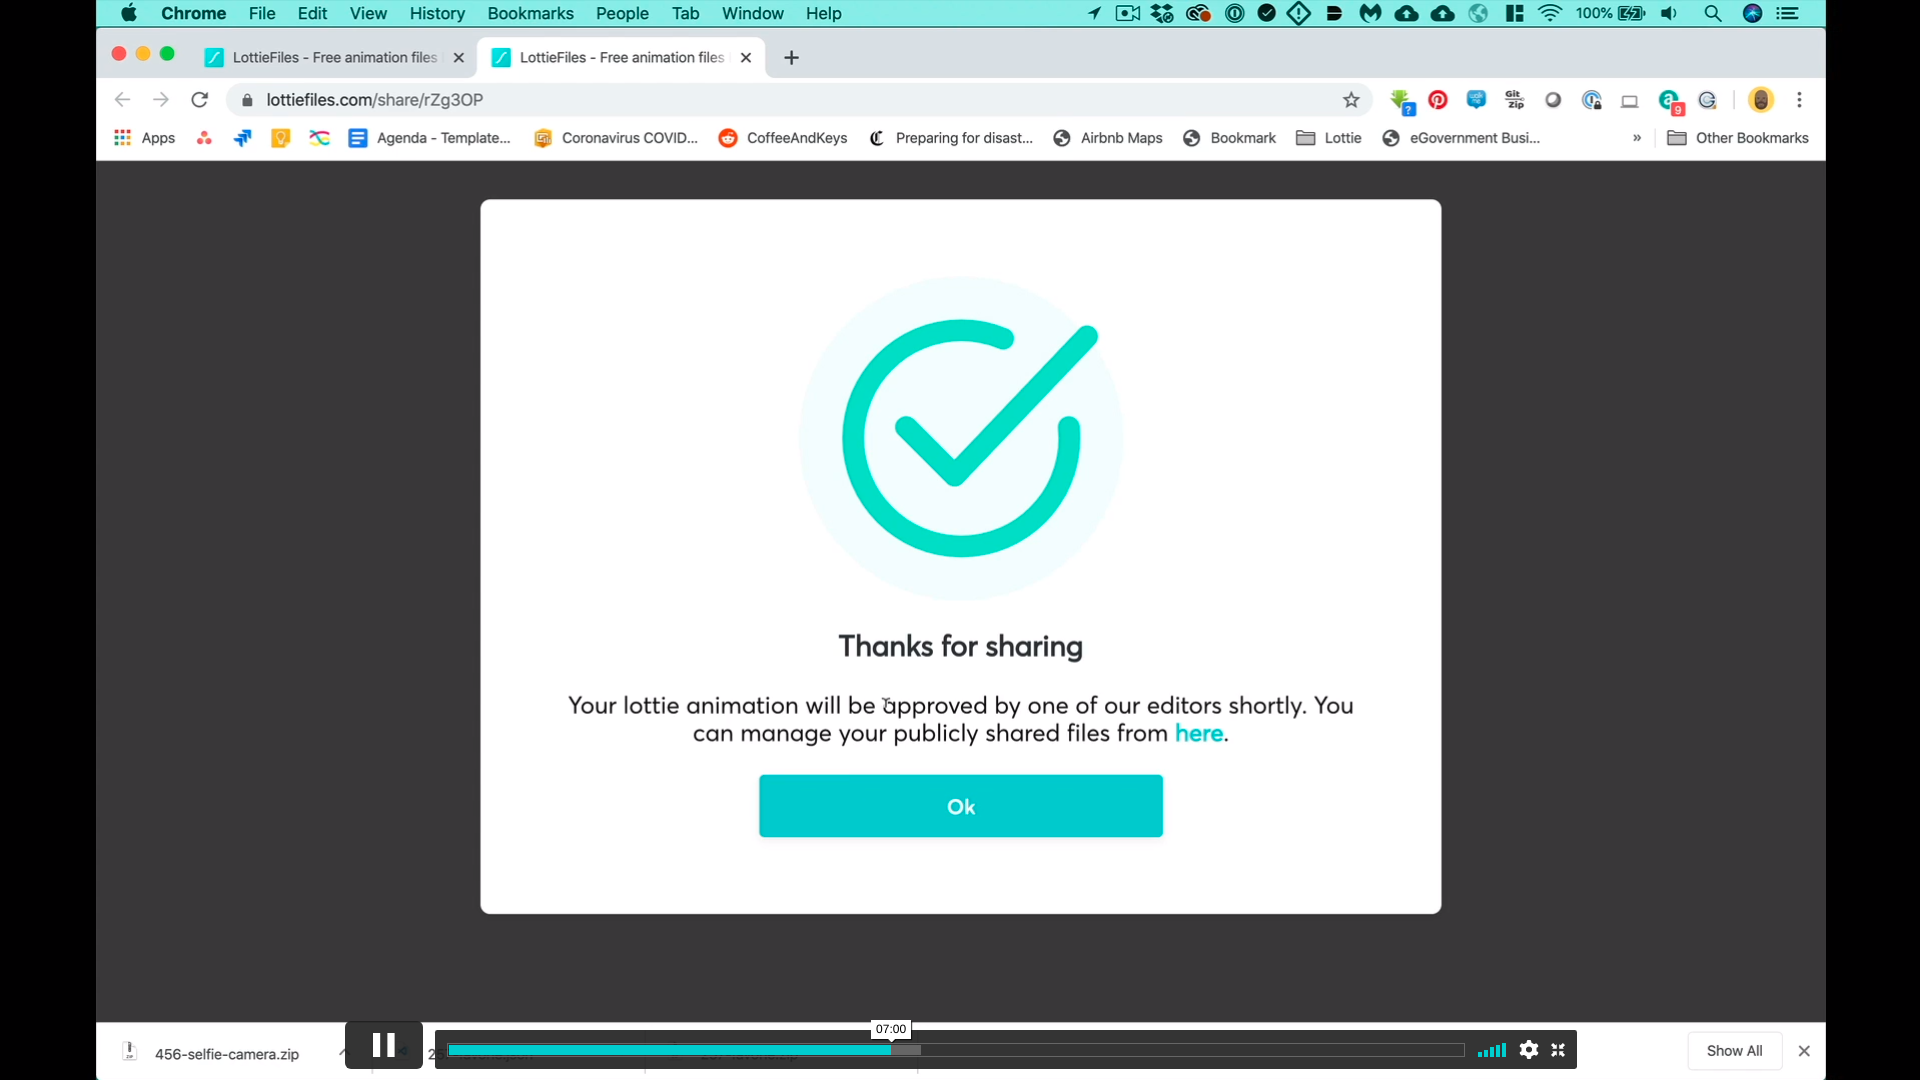 Chrome File Edit View History Bookmarks People Tab Window Help 100%
LottieFiles - Free animation files LottieFiles - Free animation files
lottiefiles.com/share/rZg3OP Git Zip ? 9
Apps Agenda - Template... Coronavirus COVID... CoffeeAndKeys Preparing for disast... Airbnb Maps Bookmark Lottie eGovernment Busi... » Other Bookmarks
Thanks for sharing
Your lottie animation will be approved by one of our editors shortly. You
can manage your publicly shared files from here.
Ok
07:00
456-selfie-camera.zip Show All